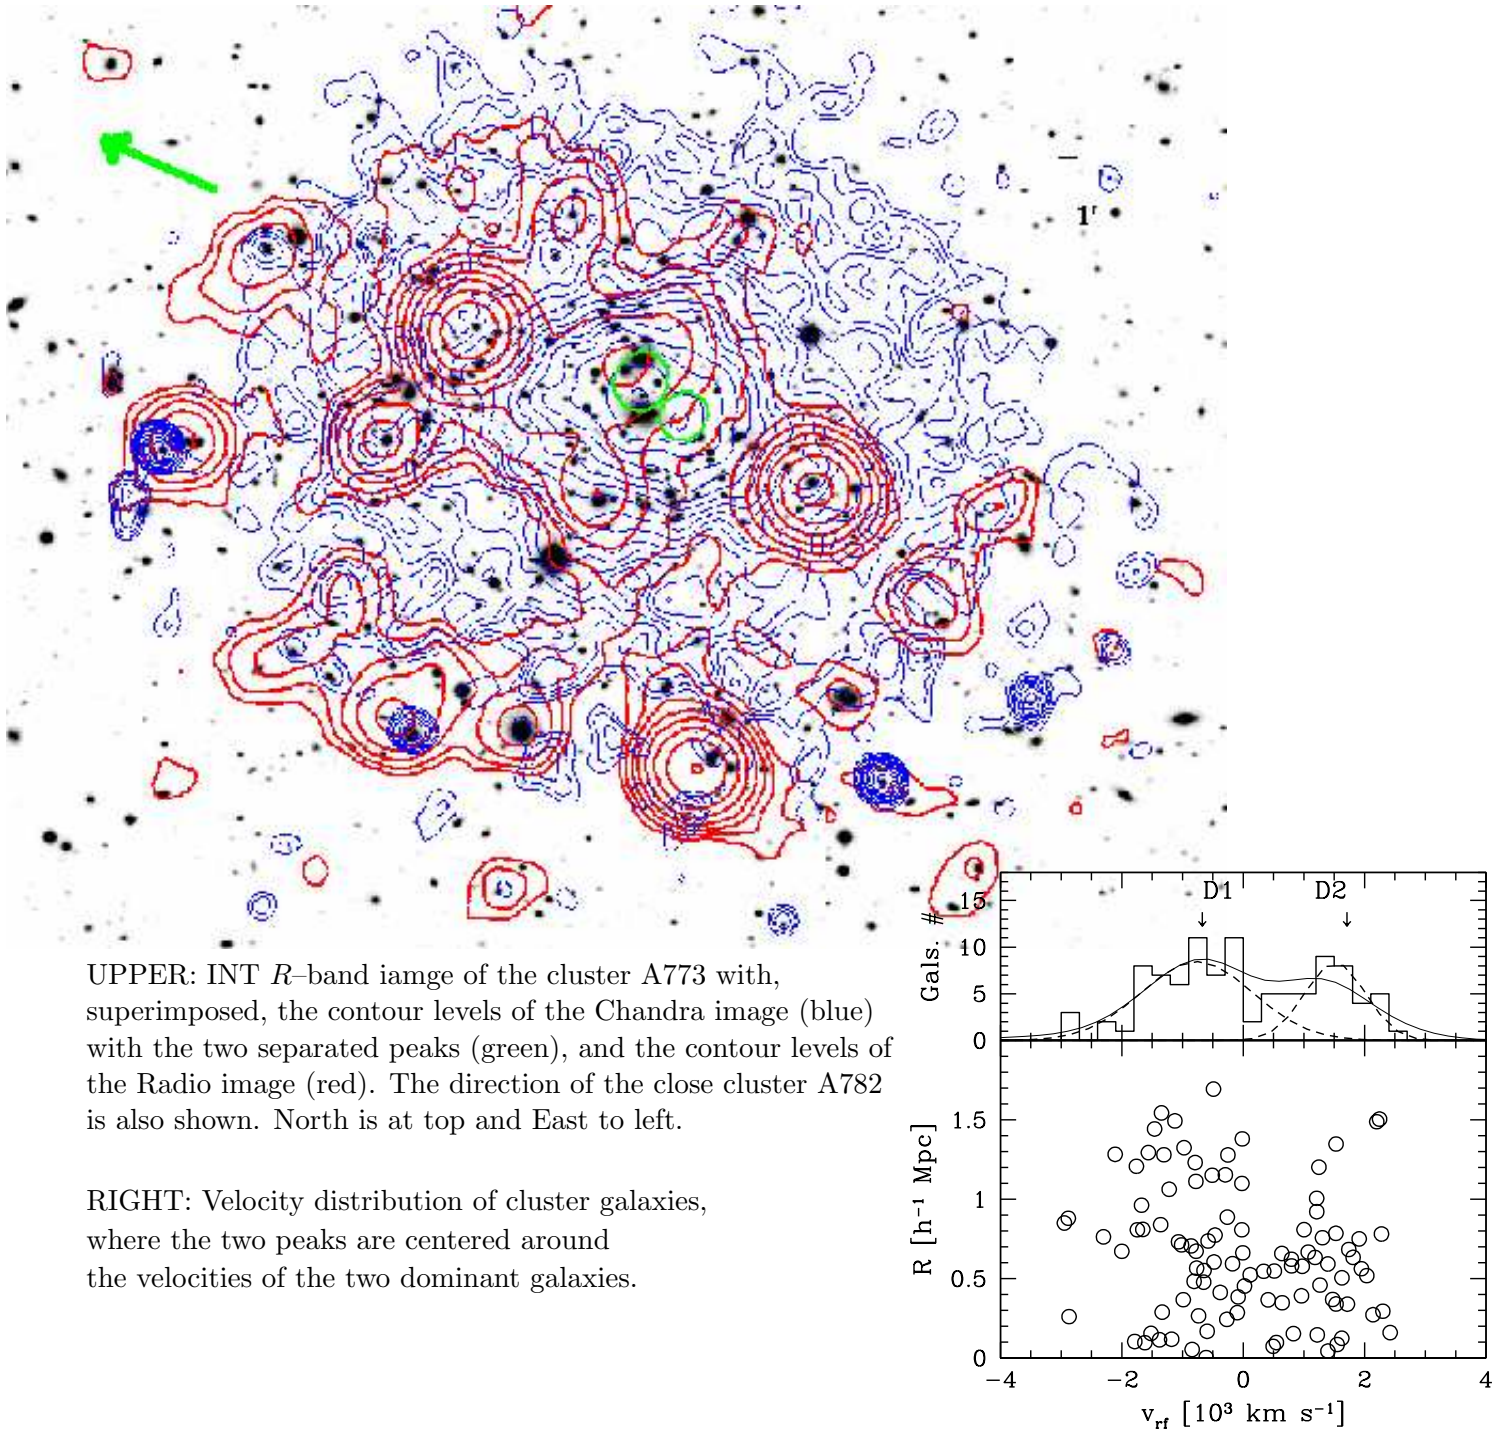 1'
UPPER: INT R–band iamge of the cluster A773 with,
superimposed, the contour levels of the Chandra image (blue)
with the two separated peaks (green), and the contour levels of
the Radio image (red). The direction of the close cluster A782
is also shown. North is at top and East to left.
RIGHT: Velocity distribution of cluster galaxies,
where the two peaks are centered around
the velocities of the two dominant galaxies.
D1 D2
Gals. #
15
10
5
0
R [h⁻¹ Mpc]
1.5
1
0.5
0
−4 −2 0 2 4
v_rf [10³ km s⁻¹]